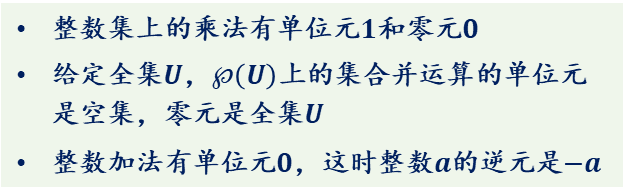 • 整数集上的乘法有单位元1和零元0
• 给定全集U，℘(U)上的集合并运算的单位元
是空集，零元是全集U
• 整数加法有单位元0，这时整数a的逆元是−a